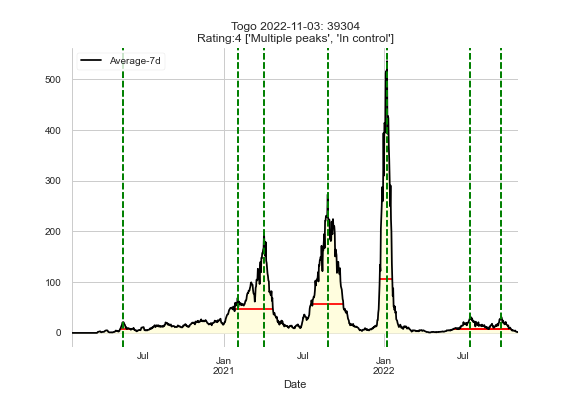 Togo 2022-11-03: 39304
Rating:4 ['Multiple peaks', 'In control']
Average-7d
500
400
300
200
100
0
Jul
Jan
2021
Jul
Jan
2022
Jul
Date